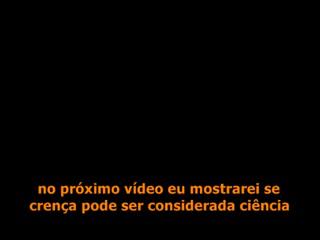 no próximo vídeo eu mostrarei se
crença pode ser considerada ciência